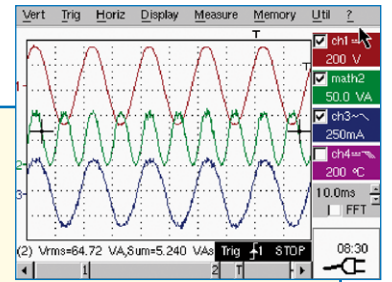 Vert Trig Horiz Display Measure Memory Util ?
T
ch1
200 V
T
math2
50.0 VA
1
ch3
250mA
ch4
200 °C
2
10.0ms
3
FFT
(2) Vrms=64.72 VA,Sum=5.240 VAs Trig 1 STOP
08:30
1 2 T